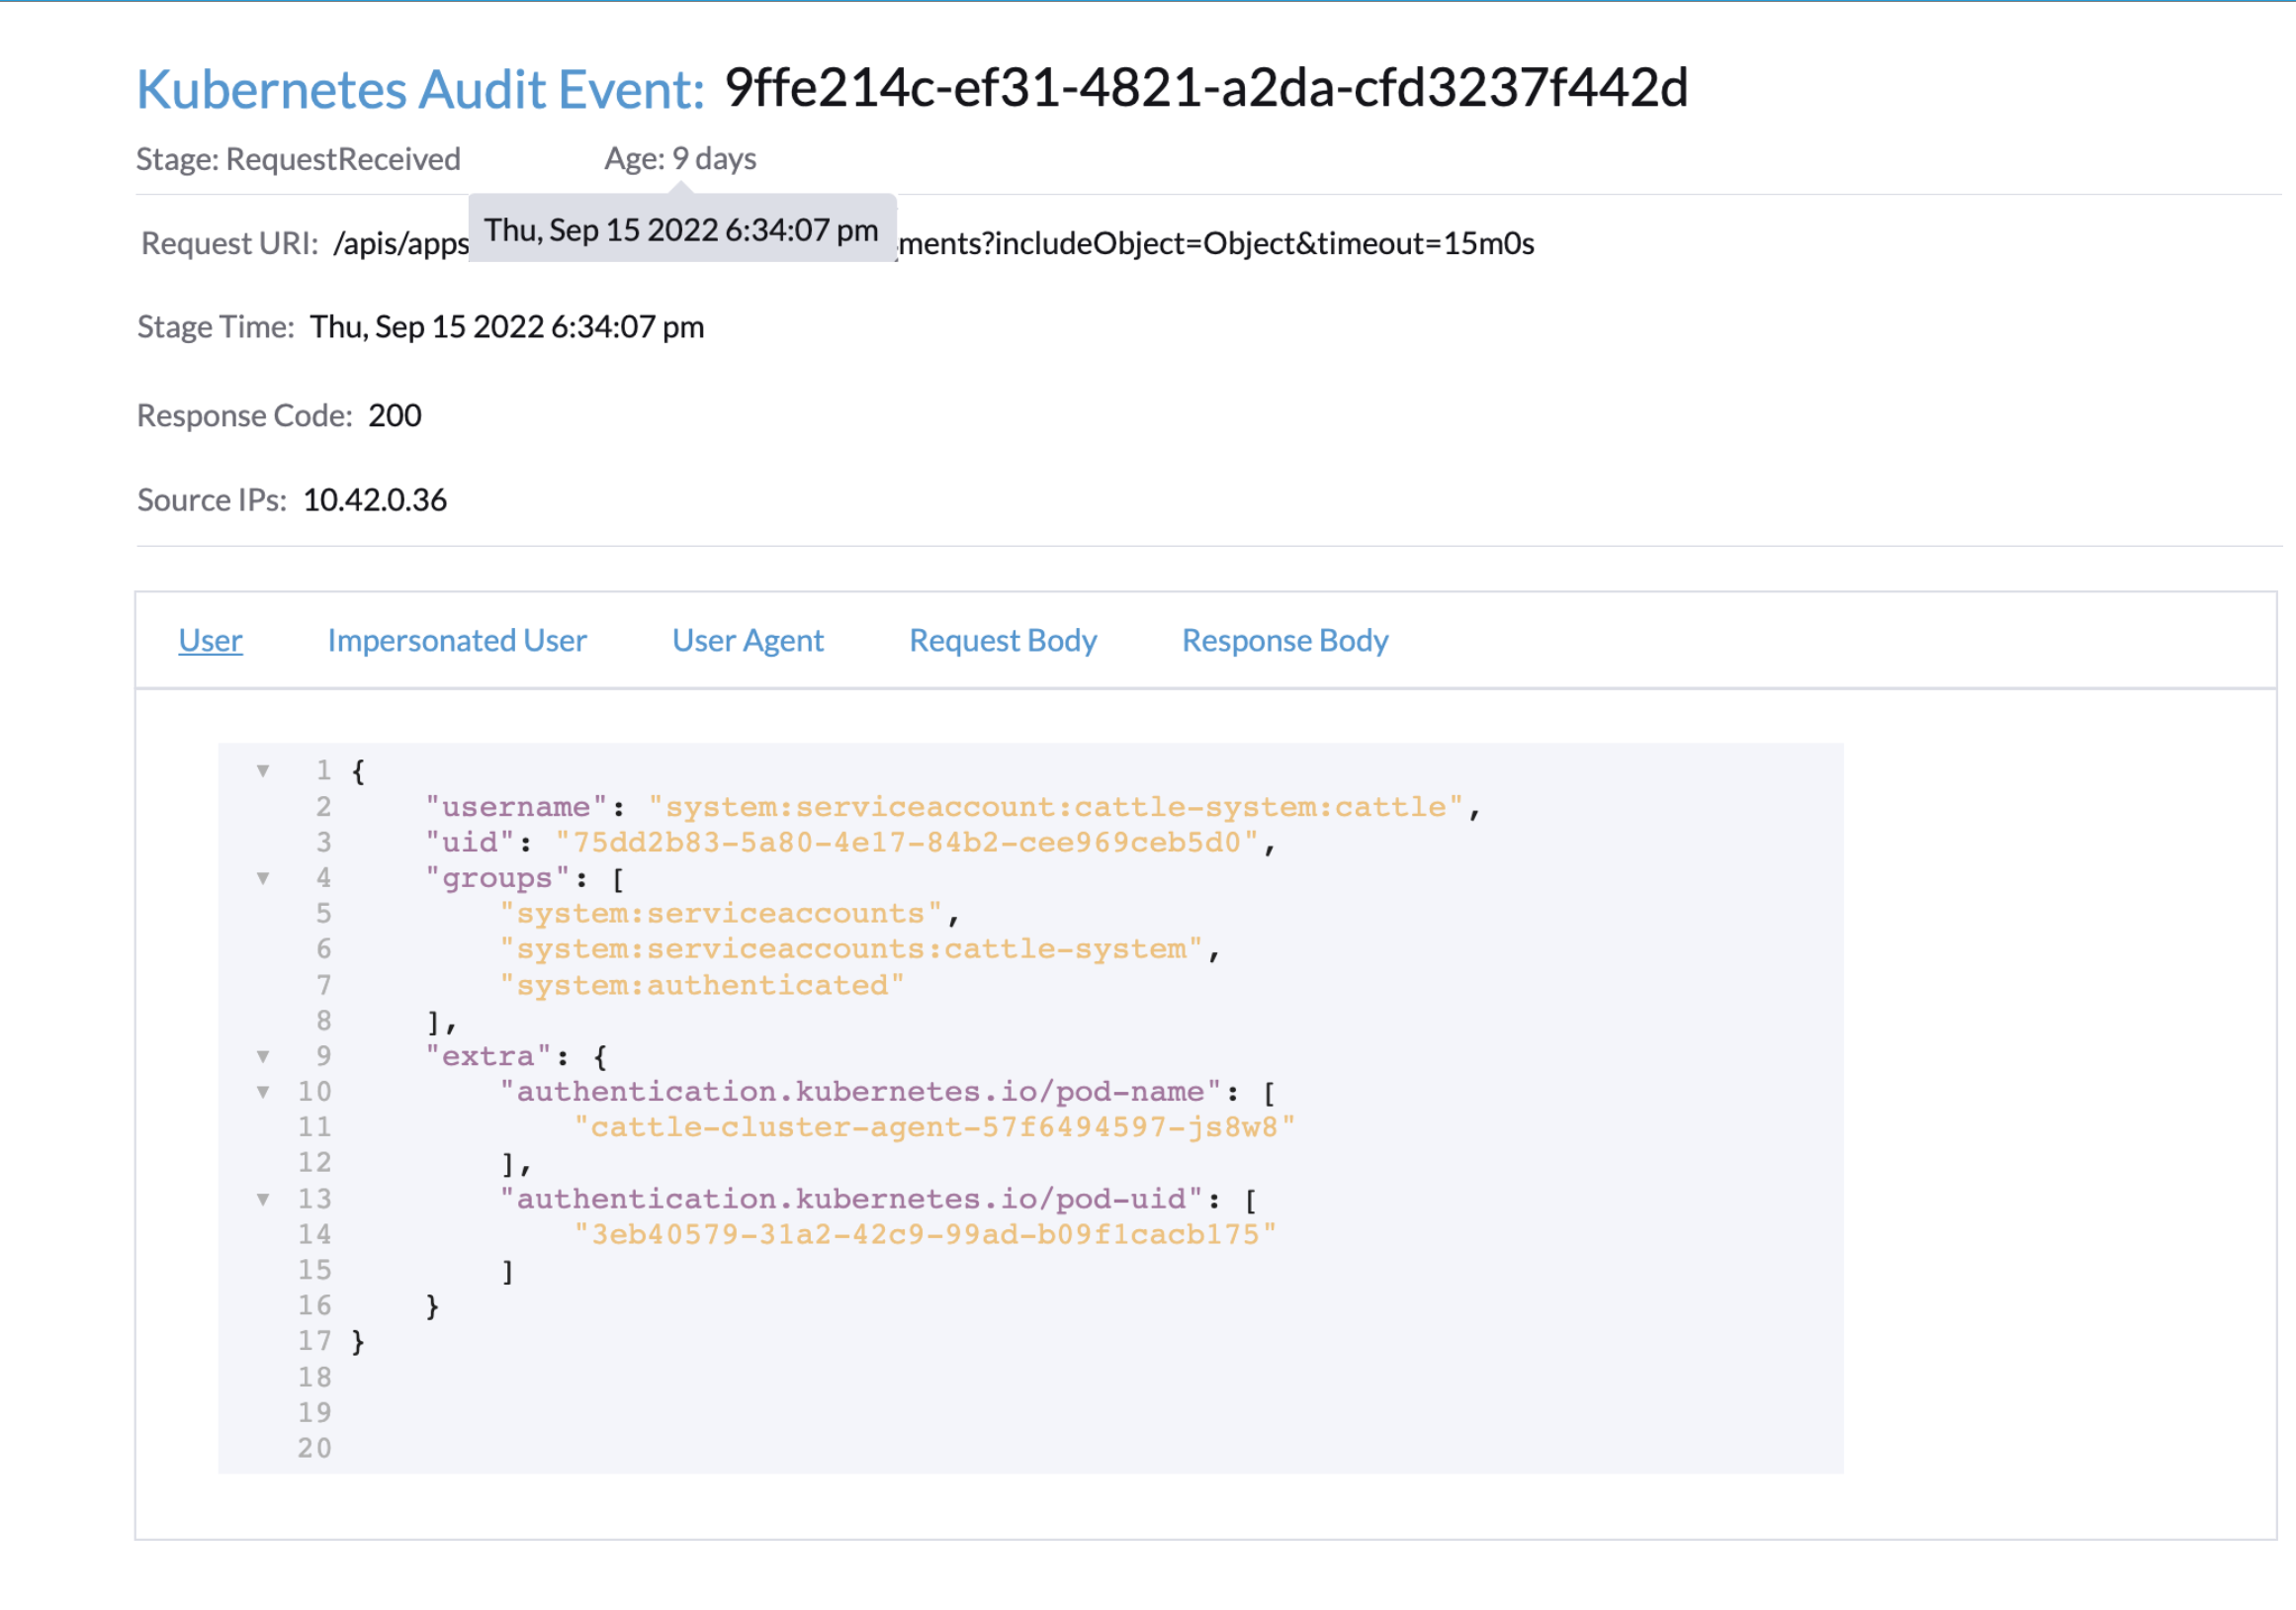 Kubernetes Audit Event: 9ffe214c-ef31-4821-a2da-cfd3237f442d
Stage: RequestReceived Age: 9 days
Thu, Sep 15 2022 6:34:07 pm
Request URI: /apis/apps ments?includeObject=Object&timeout=15m0s
Stage Time: Thu, Sep 15 2022 6:34:07 pm
Response Code: 200
Source IPs: 10.42.0.36
User Impersonated User User Agent Request Body Response Body
1 {
2 "username": "system:serviceaccount:cattle-system:cattle",
3 "uid": "75dd2b83-5a80-4e17-84b2-cee969ceb5d0",
4 "groups": [
5 "system:serviceaccounts",
6 "system:serviceaccounts:cattle-system",
7 "system:authenticated"
8 ],
9 "extra": {
10 "authentication.kubernetes.io/pod-name": [
11 "cattle-cluster-agent-57f6494597-js8w8"
12 ],
13 "authentication.kubernetes.io/pod-uid": [
14 "3eb40579-31a2-42c9-99ad-b09f1cacb175"
15 ]
16 }
17 }
18
19
20